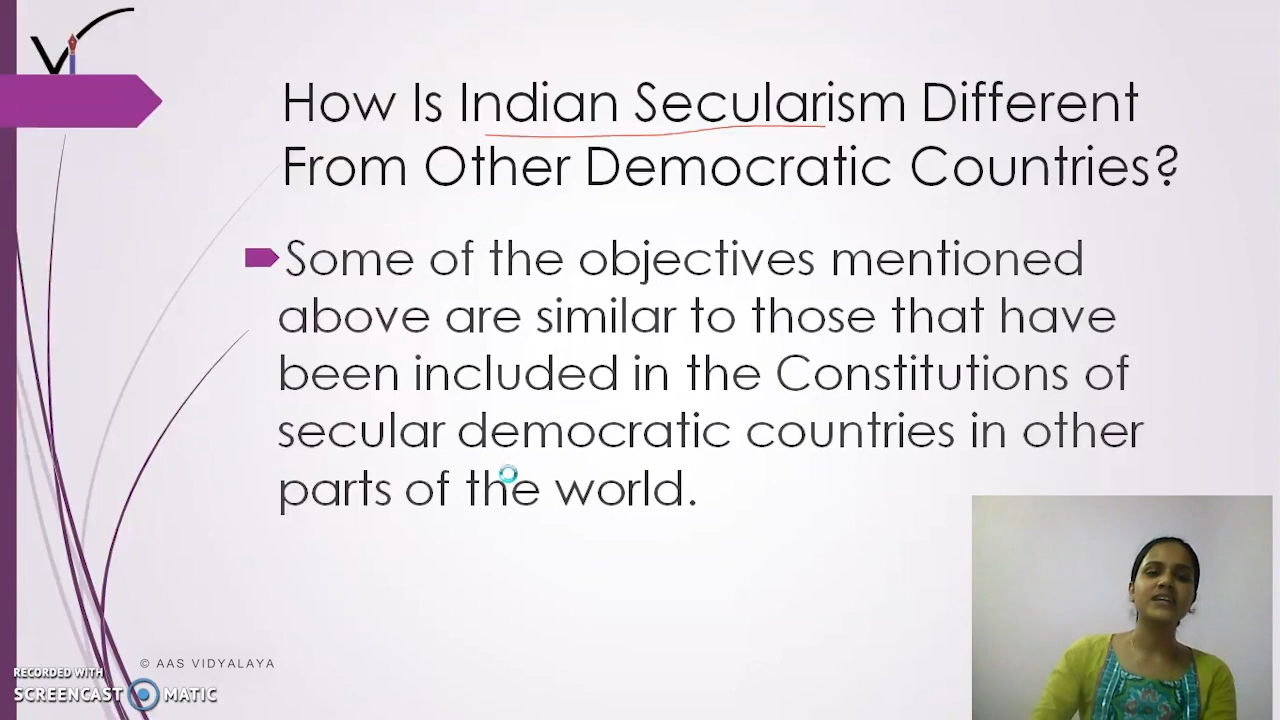 Vi
How Is Indian Secularism Different
From Other Democratic Countries?
Some of the objectives mentioned
above are similar to those that have
been included in the Constitutions of
secular democratic countries in other
parts of the world.
© AAS VIDYALAYA
RECORDED WITH
SCREENCAST MATIC